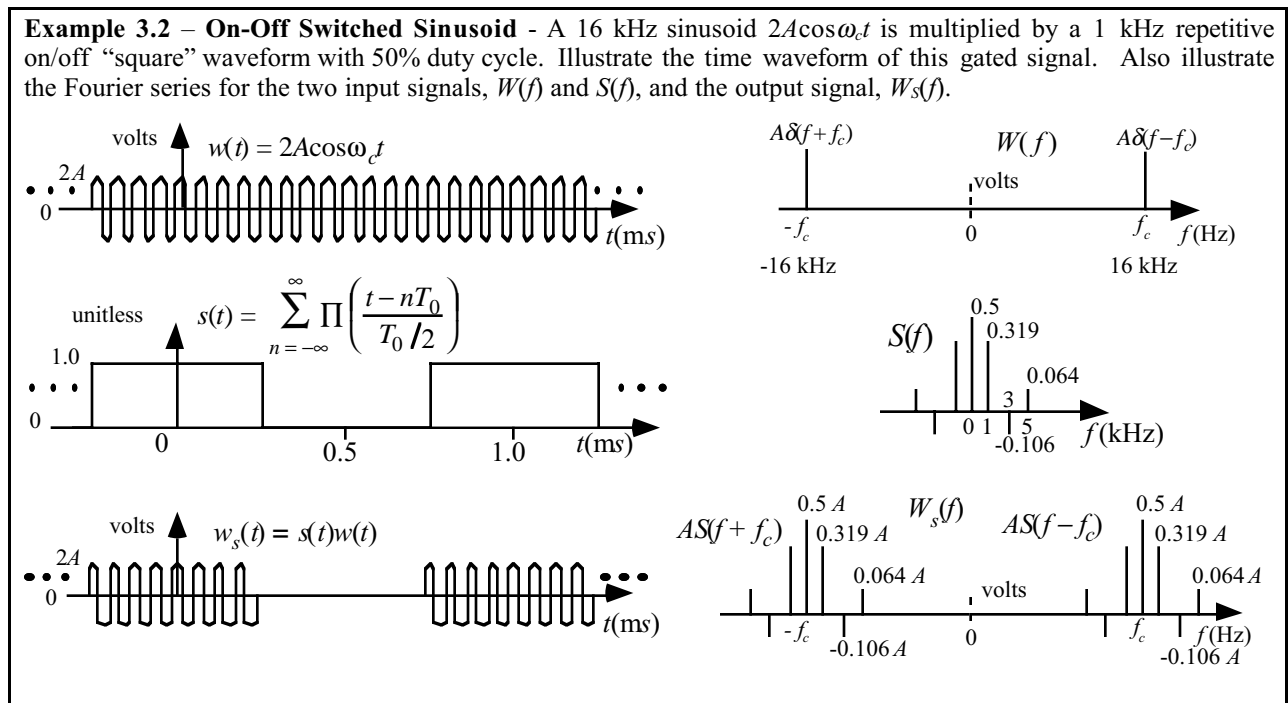 Example 3.2 – On-Off Switched Sinusoid - A 16 kHz sinusoid 2Acosω_c t is multiplied by a 1 kHz repetitive
on/off “square” waveform with 50% duty cycle. Illustrate the time waveform of this gated signal. Also illustrate
the Fourier series for the two input signals, W(f) and S(f), and the output signal, W_S(f).
volts
w(t) = 2Acosω_c t
2A
0
t(ms)
Aδ(f+f_c)
W(f)
Aδ(f−f_c)
volts
-f_c
0
f_c
f(Hz)
-16 kHz
16 kHz
unitless
s(t) = ∑_{n = −∞}^{∞} Π((t − nT_0)/(T_0/2))
1.0
0
0
0.5
1.0
t(ms)
S(f)
0.5
0.319
0.064
3
0 1 5
-0.106
f(kHz)
volts
w_s(t) = s(t)w(t)
2A
0
t(ms)
AS(f+f_c)
0.5 A
0.319 A
0.064 A
-f_c
-0.106 A
W_s(f)
volts
0
AS(f−f_c)
0.5 A
0.319 A
0.064 A
f_c
f(Hz)
-0.106 A